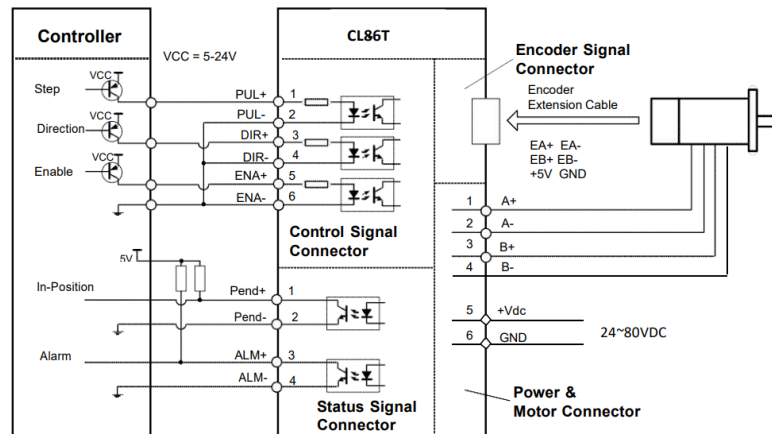 Controller
CL86T
VCC = 5-24V
Encoder Signal
Connector
VCC
Step
PUL+
1
PUL-
2
VCC
Direction
DIR+
3
DIR-
4
VCC
Enable
ENA+
5
ENA-
6
Control Signal
Connector
Encoder
Extension Cable
EA+ EA-
EB+ EB-
+5V GND
1
A+
2
A-
3
B+
4
B-
5V
In-Position
Pend+
1
Pend-
2
Alarm
ALM+
3
ALM-
4
Status Signal
Connector
5
+Vdc
6
GND
24~80VDC
Power &
Motor Connector